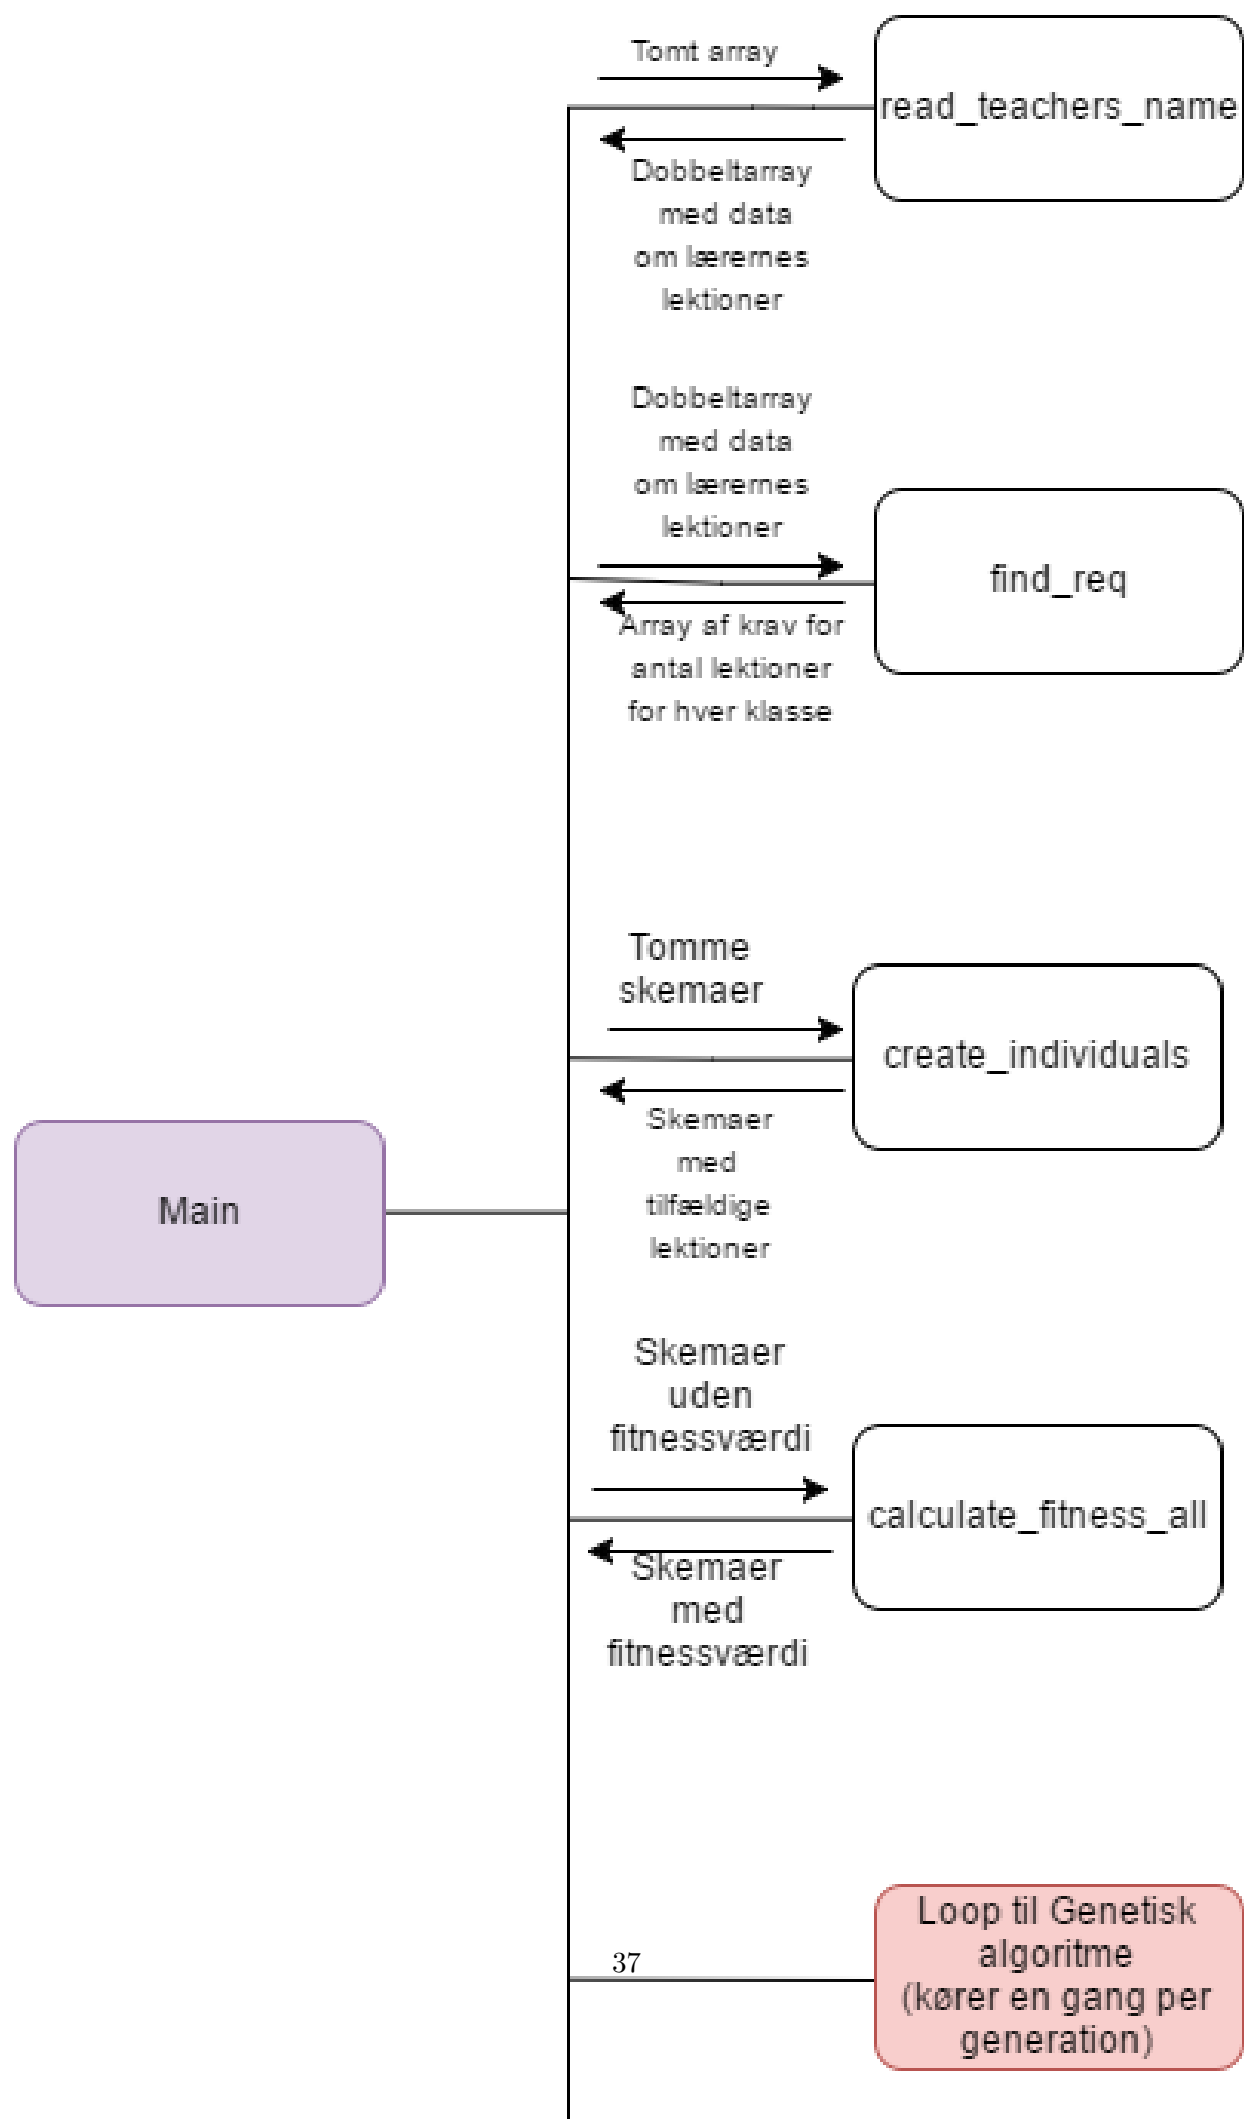 Tomt array
read_teachers_name
Dobbeltarray
med data
om lærernes
lektioner
Dobbeltarray
med data
om lærernes
lektioner
find_req
Array af krav for
antal lektioner
for hver klasse
Tomme
skemaer
create_individuals
Skemaer
med
tilfældige
lektioner
Main
Skemaer
uden
fitnessværdi
calculate_fitness_all
Skemaer
med
fitnessværdi
Loop til Genetisk
algoritme
(kører en gang per
generation)
37